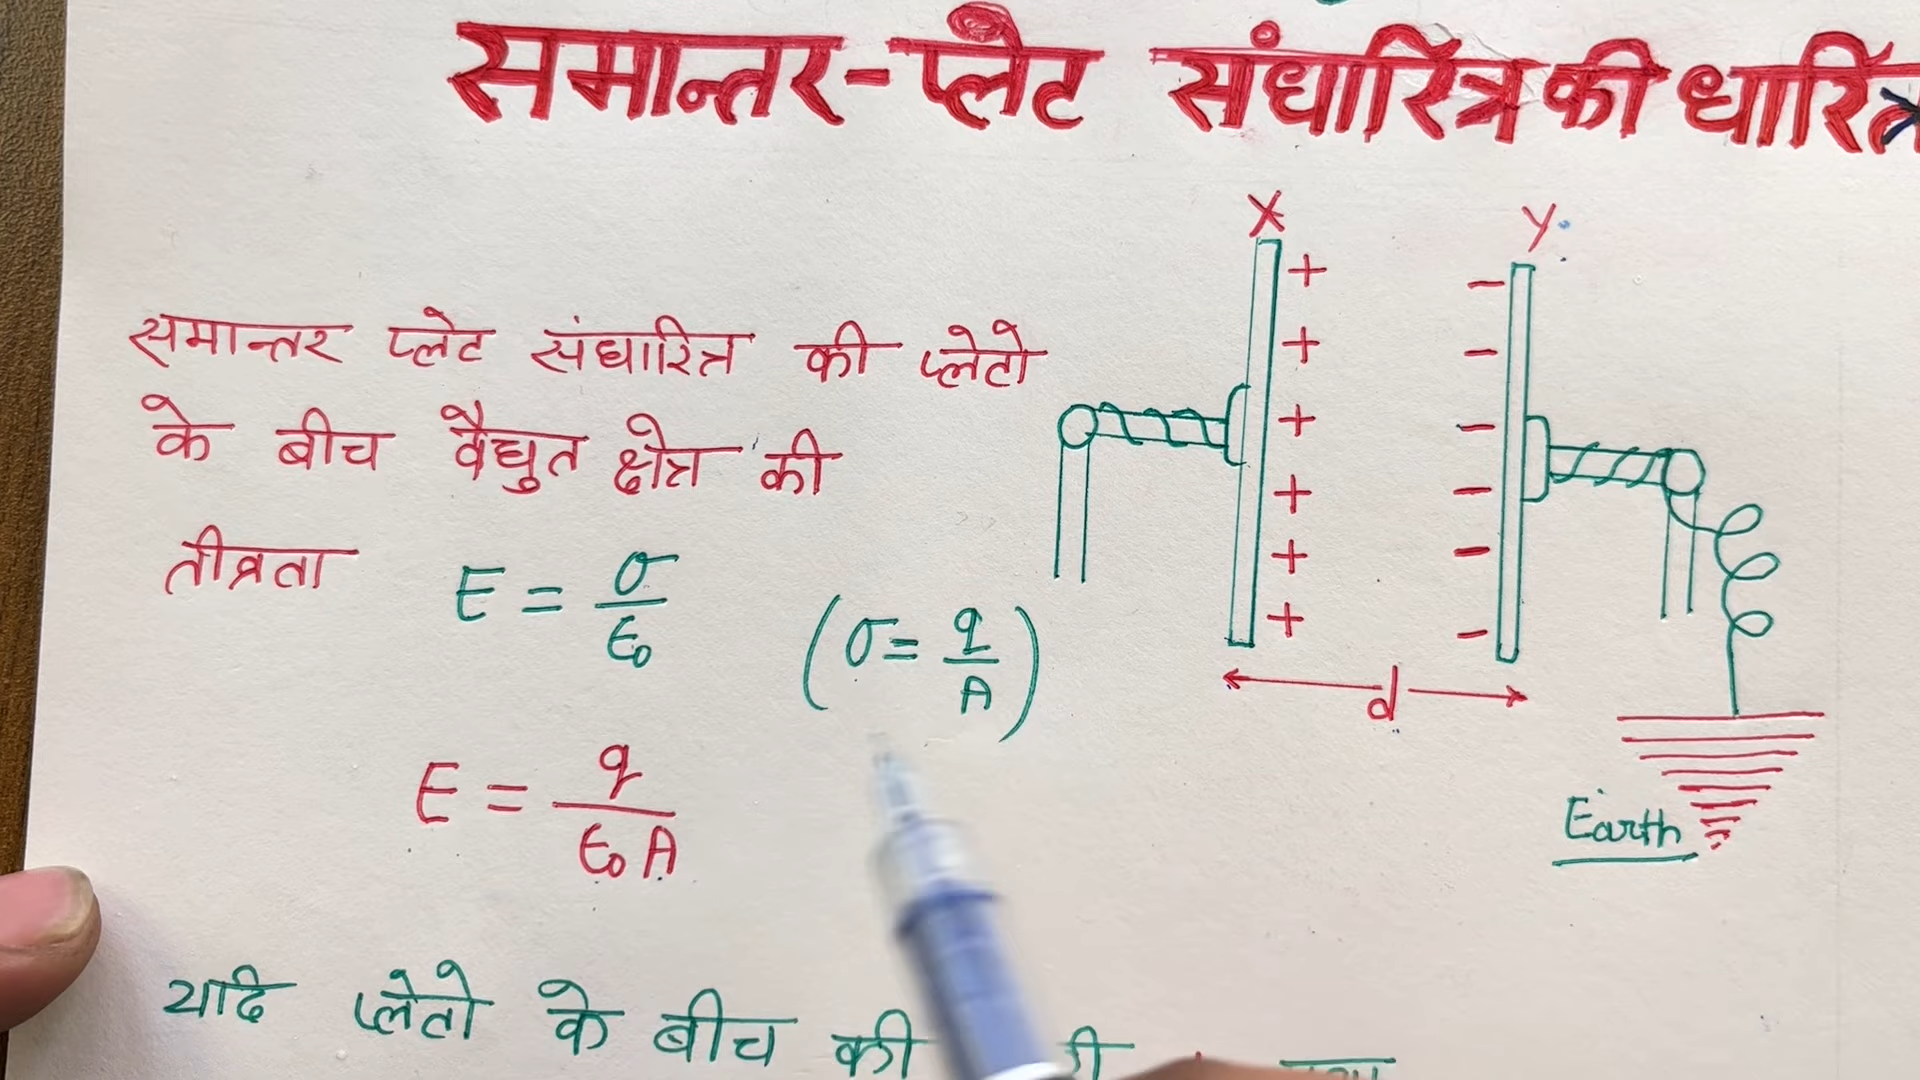 समान्तर-प्लेट संधारित्र की
समान्तर प्लेट संधारित्र की प्लेटो
के बीच वैद्युत क्षेत्र की
तीव्रता E = σ/ϵ₀ (σ = q/A)
E = q/ϵ₀A
X Y
+ + + + + +
- - - - - - -
d
Earth
यदि प्लेटो के बीच की